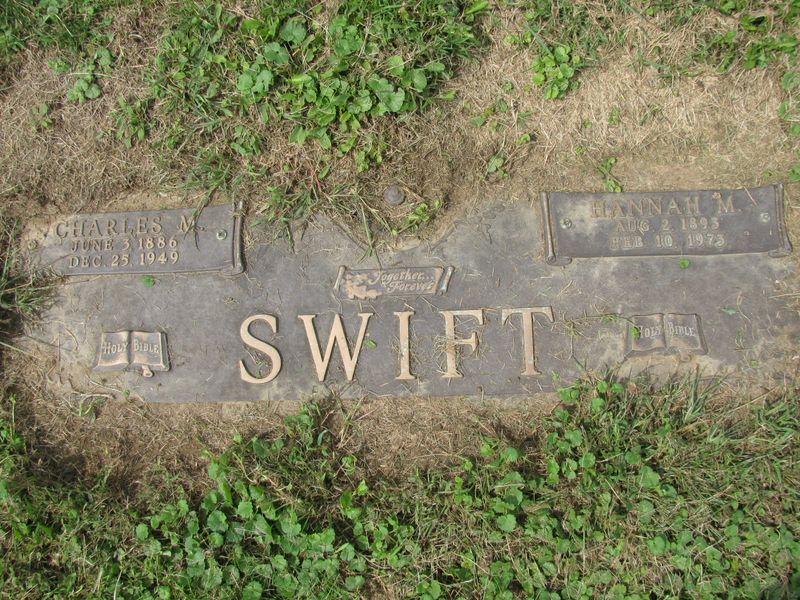 CHARLES M.
JUNE 3 1886
DEC. 25 1949
HANNAH M.
AUG 2 1895
FEB 10 1973
Together...
Forever
HOLY BIBLE
SWIFT
HOLY BIBLE